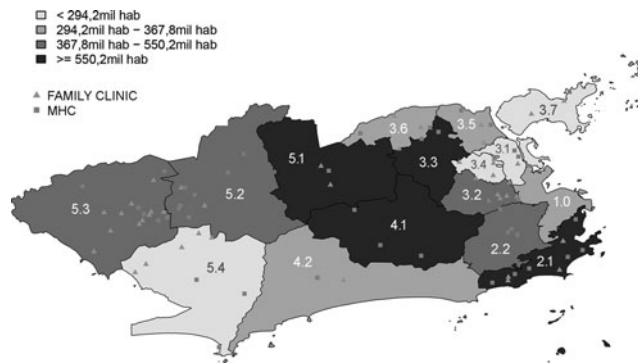 < 294,2mil hab
294,2mil hab − 367,8mil hab
367,8mil hab − 550,2mil hab
>= 550,2mil hab
FAMILY CLINIC
MHC
3.7
3.5
3.6
3.1
3.3
5.1
3.4
3.2
5.2
1.0
5.3
4.1
2.2
2.1
4.2
5.4